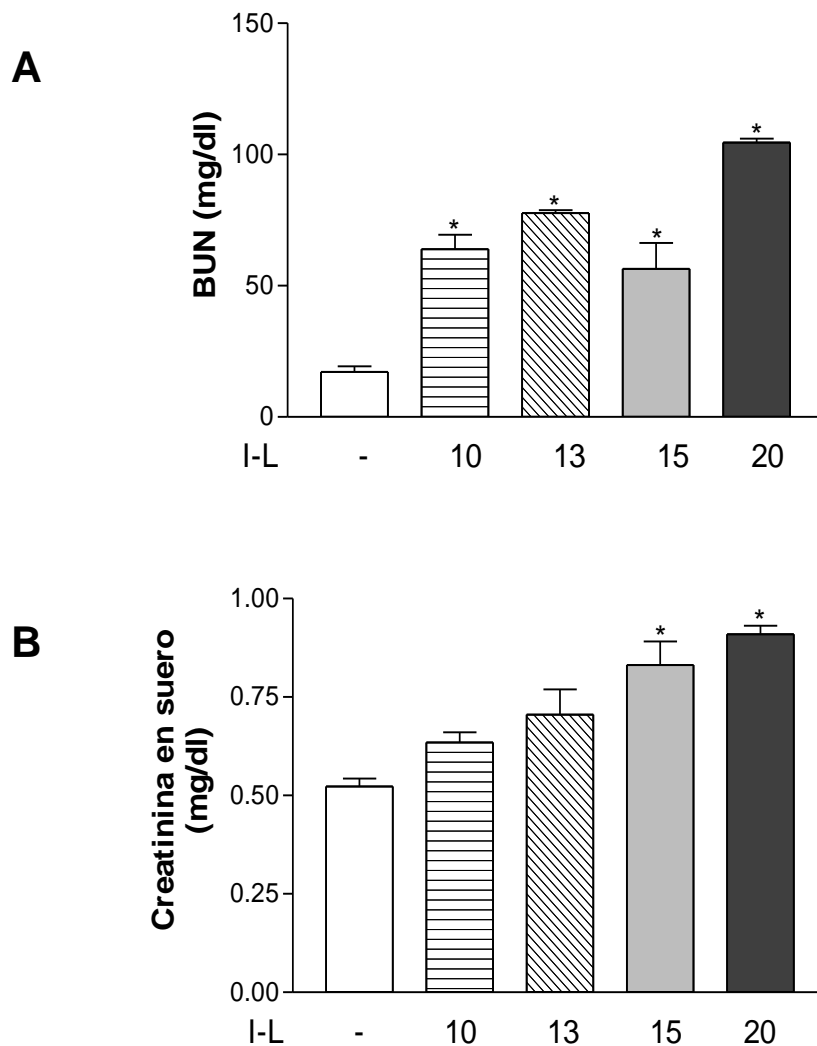 A
BUN (mg/dl)
150
100
50
0
* * * *
I-L - 10 13 15 20
B
Creatinina en suero
(mg/dl)
1.00
0.75
0.50
0.25
0.00
* *
I-L - 10 13 15 20